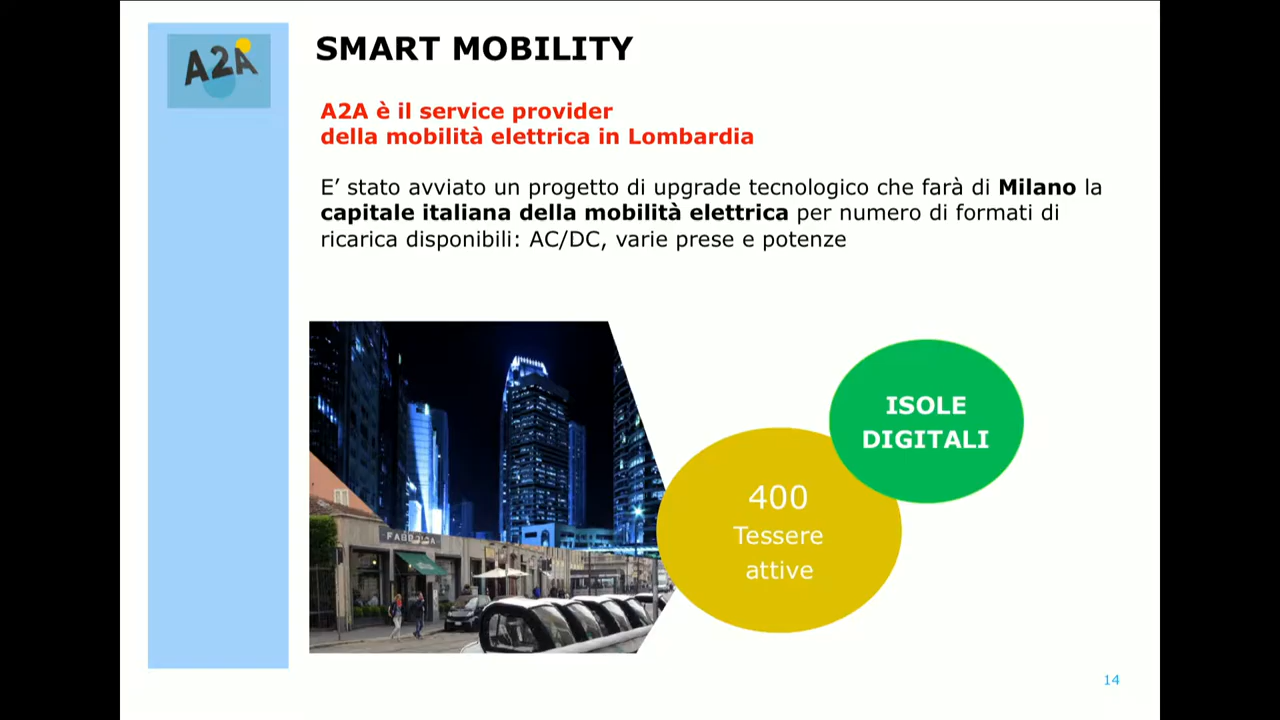 A2A
SMART MOBILITY
A2A è il service provider
della mobilità elettrica in Lombardia
E’ stato avviato un progetto di upgrade tecnologico che farà di Milano la
capitale italiana della mobilità elettrica per numero di formati di
ricarica disponibili: AC/DC, varie prese e potenze
ISOLE
DIGITALI
400
Tessere
attive
FABBRICA
14